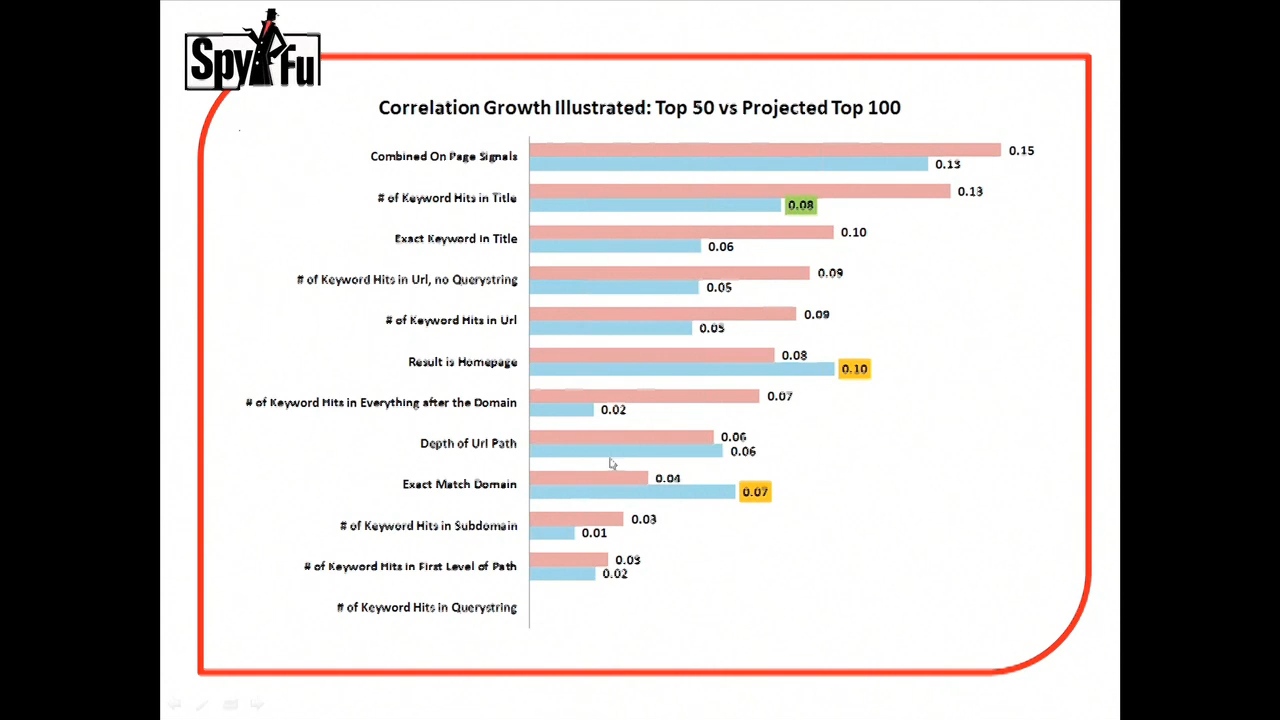 Spy Fu
Correlation Growth Illustrated: Top 50 vs Projected Top 100
Combined On Page Signals
0.15
0.13
# of Keyword Hits in Title
0.13
0.08
Exact Keyword in Title
0.10
0.06
# of Keyword Hits in Url, no Querystring
0.09
0.05
# of Keyword Hits in Url
0.09
0.05
Result is Homepage
0.08
0.10
# of Keyword Hits in Everything after the Domain
0.07
0.02
Depth of Url Path
0.06
0.06
Exact Match Domain
0.04
0.07
# of Keyword Hits in Subdomain
0.03
0.01
# of Keyword Hits in First Level of Path
0.03
0.02
# of Keyword Hits in Querystring